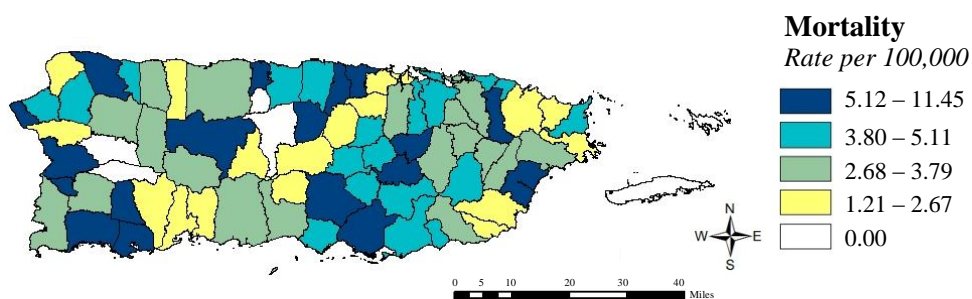 Mortality
Rate per 100,000
5.12 – 11.45
3.80 – 5.11
2.68 – 3.79
1.21 – 2.67
0.00
N
W E
S
0 5 10 20 30 40
Miles